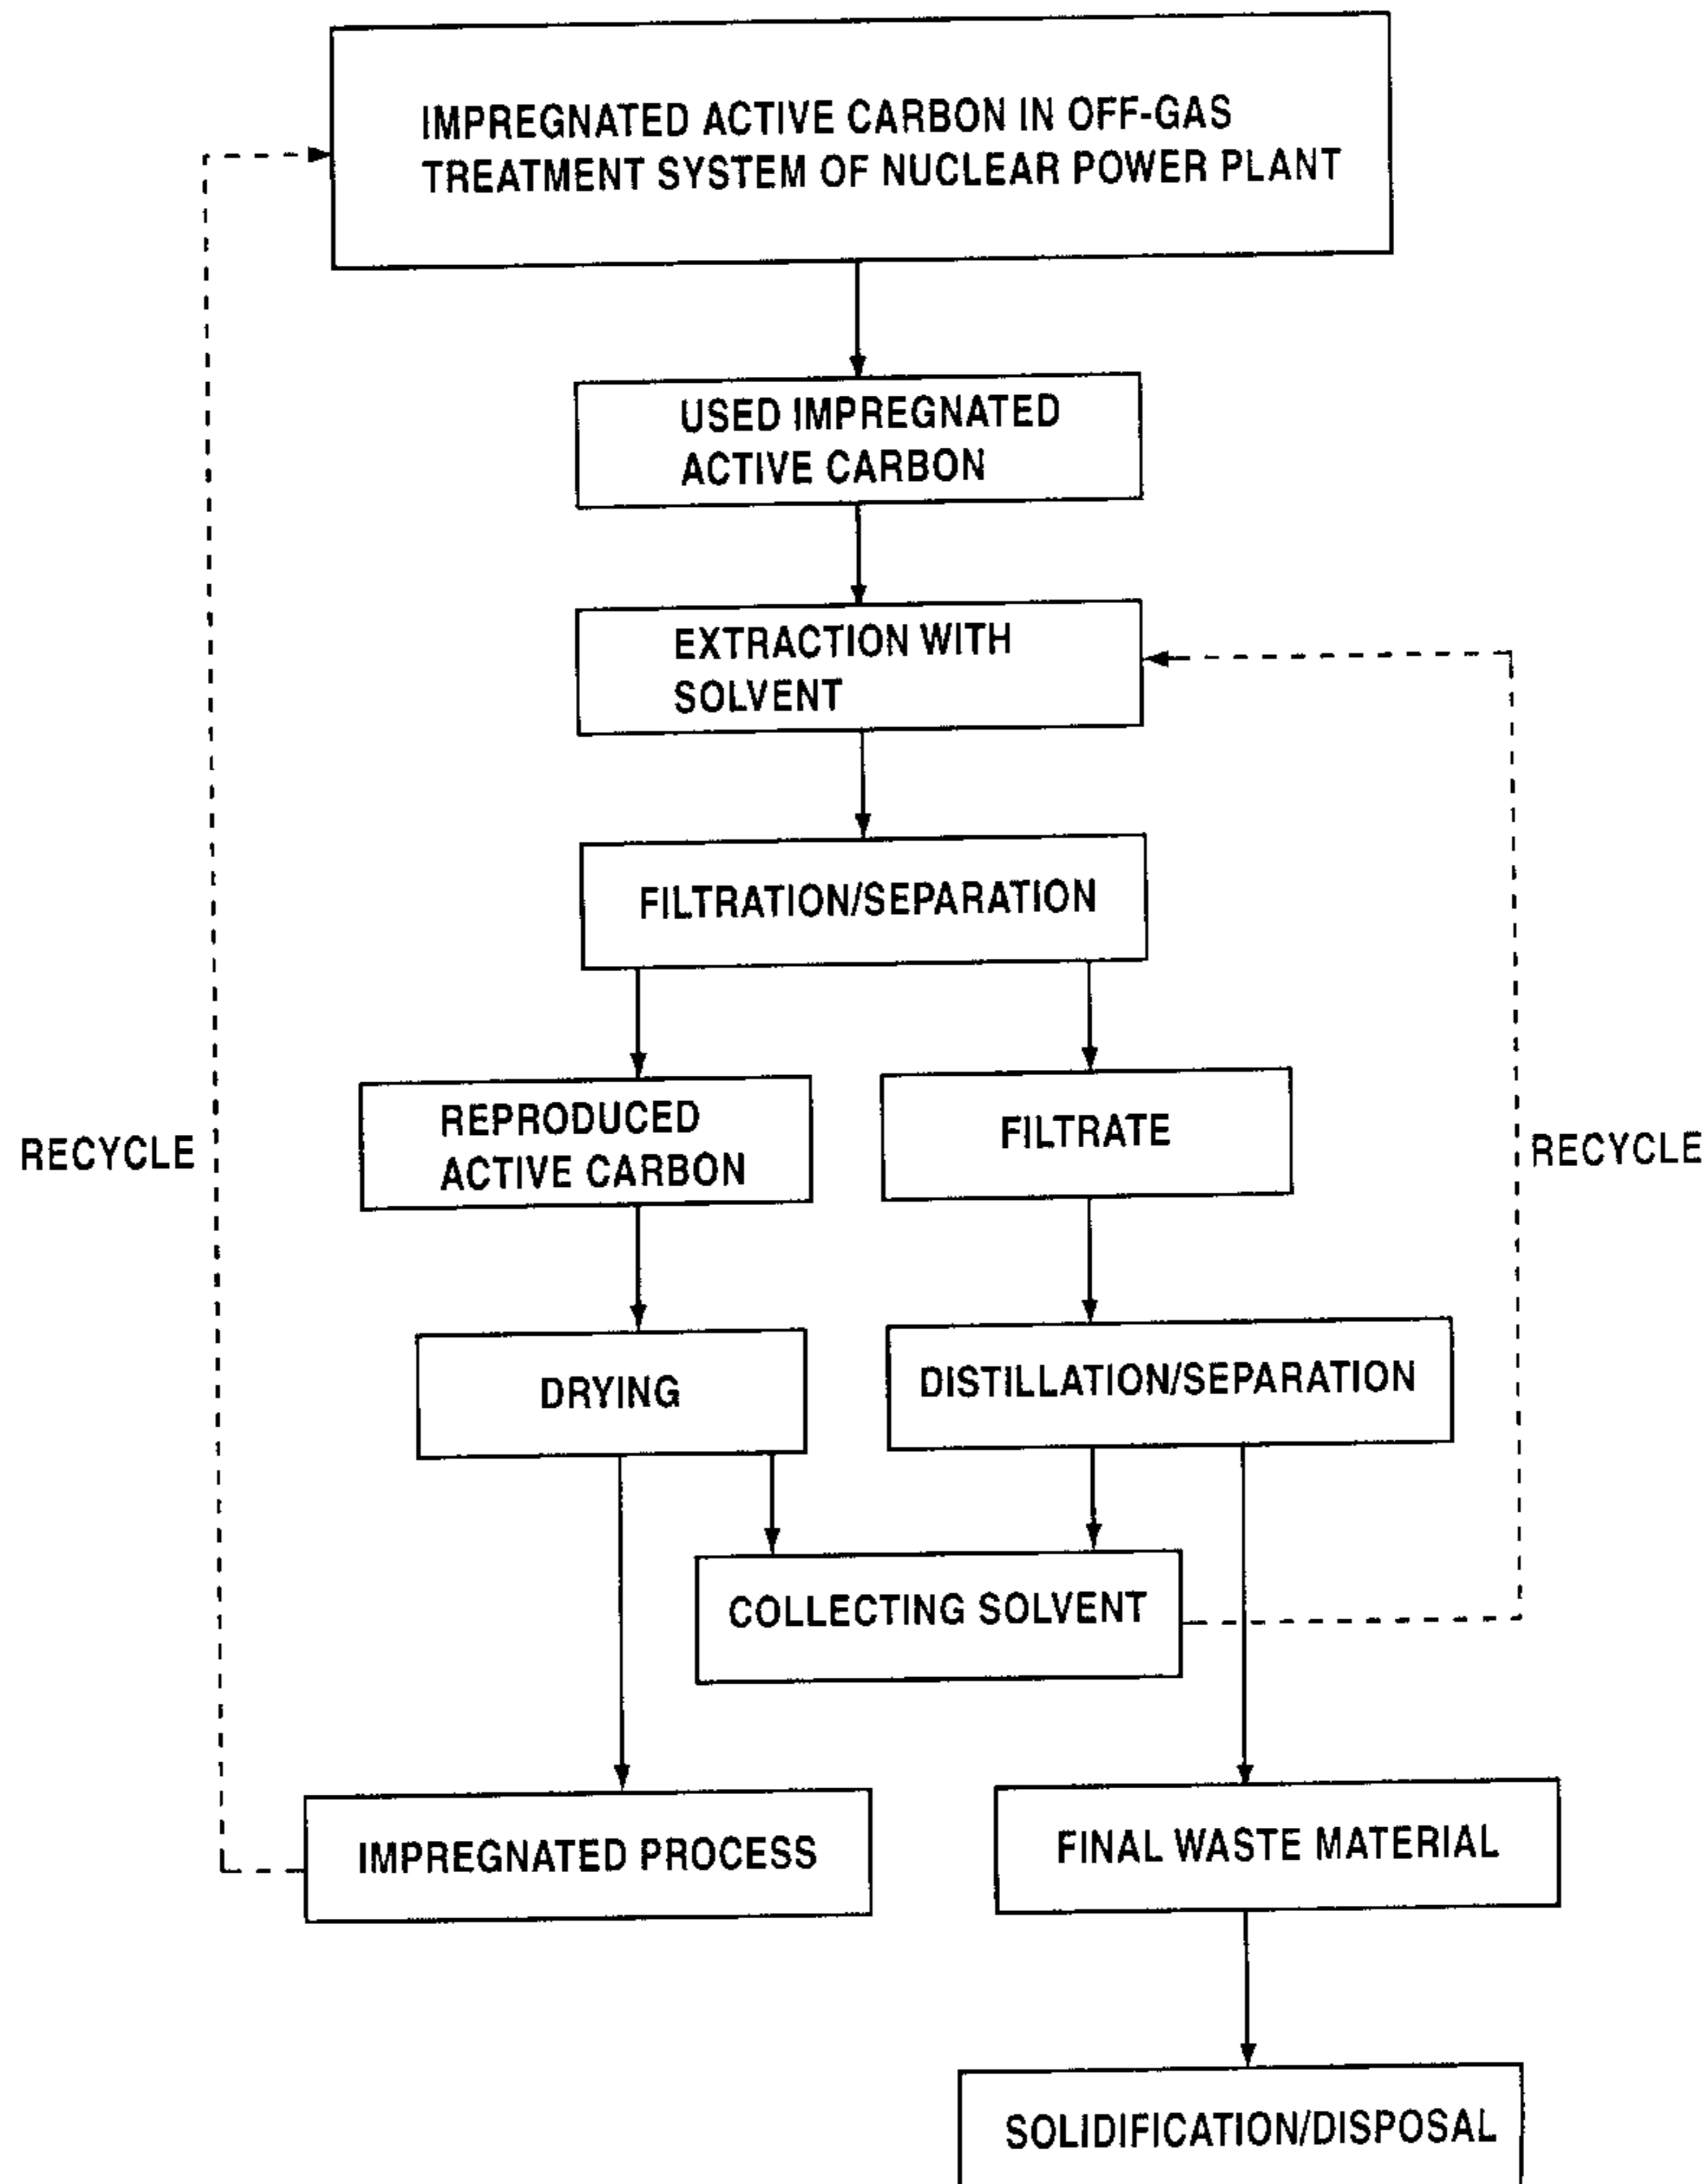 IMPREGNATED ACTIVE CARBON IN OFF-GAS
TREATMENT SYSTEM OF NUCLEAR POWER PLANT
USED IMPREGNATED
ACTIVE CARBON
EXTRACTION WITH
SOLVENT
FILTRATION/SEPARATION
REPRODUCED
ACTIVE CARBON
FILTRATE
RECYCLE
RECYCLE
DRYING
DISTILLATION/SEPARATION
COLLECTING SOLVENT
IMPREGNATED PROCESS
FINAL WASTE MATERIAL
SOLIDIFICATION/DISPOSAL